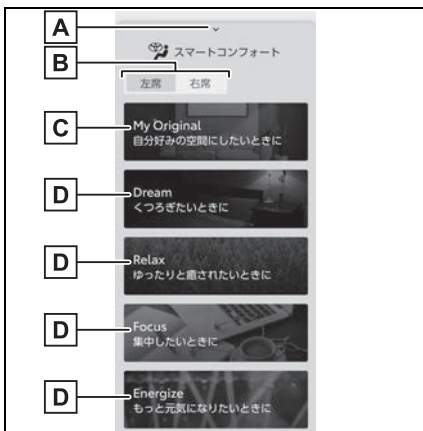 A
スマートコンフォート
B
左席 右席
C
My Original
自分好みの空間にしたいときに
D
Dream
くつろぎたいときに
D
Relax
ゆったりと癒されたいときに
D
Focus
集中したいときに
D
Energize
もっと元気になりたいときに